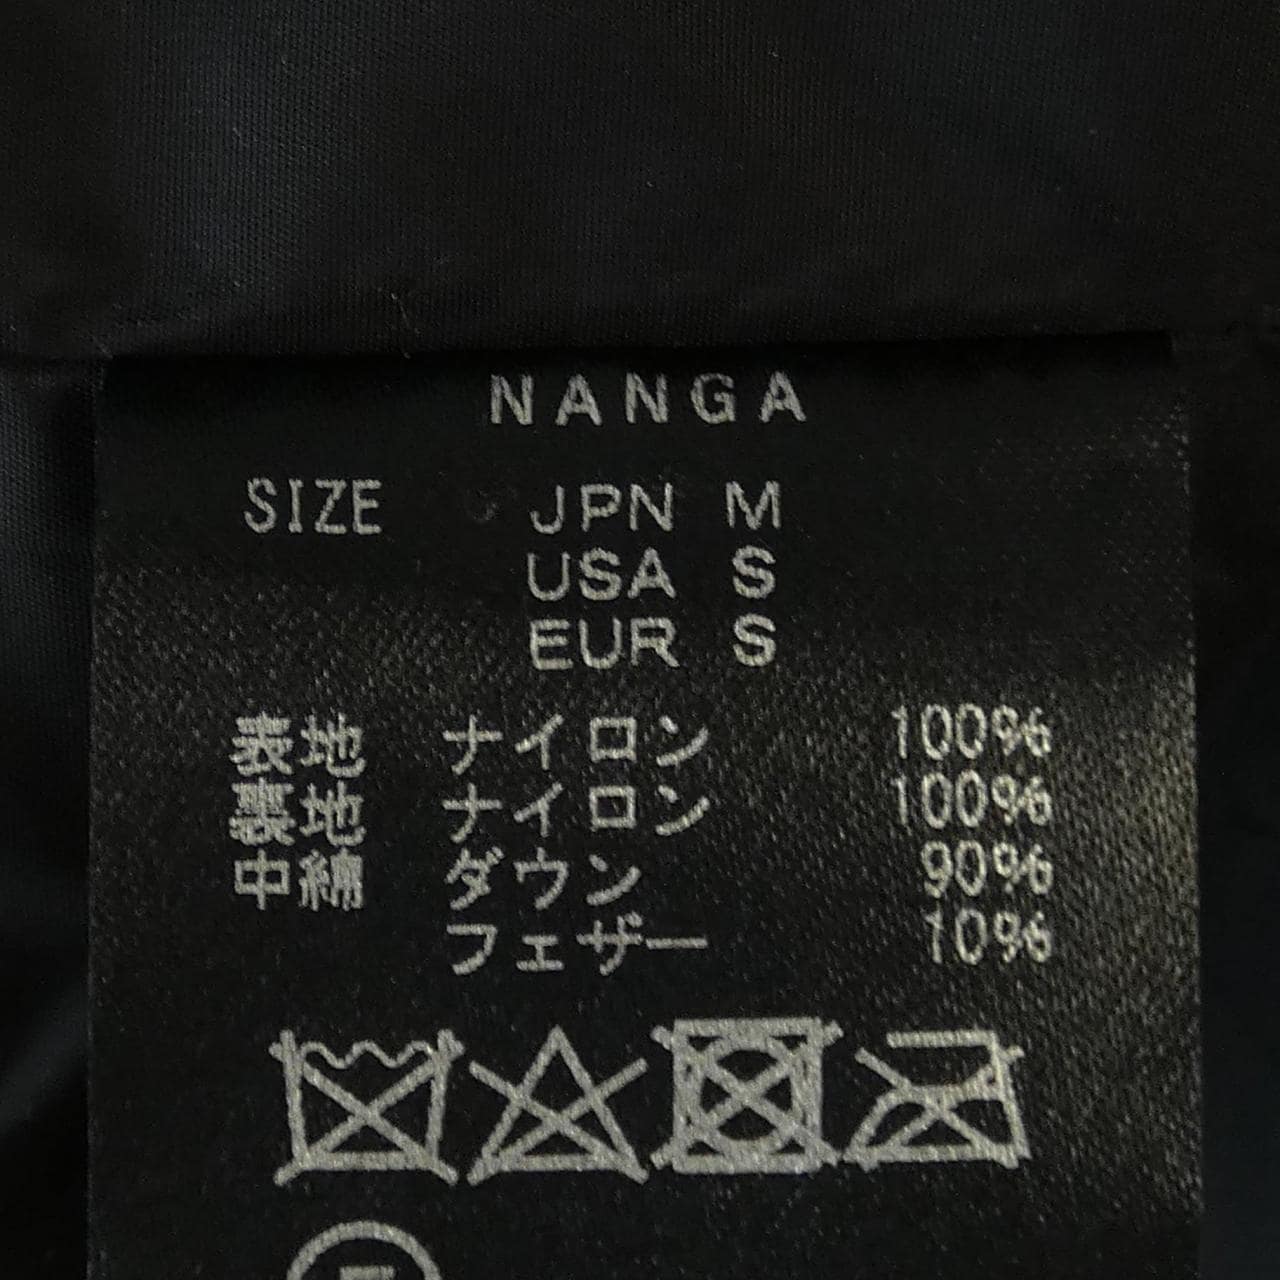 NANGA
SIZE JPN M
USA S
EUR S
表地 ナイロン 100%
裏地 ナイロン 100%
中綿 ダウン 90%
フェザー 10%